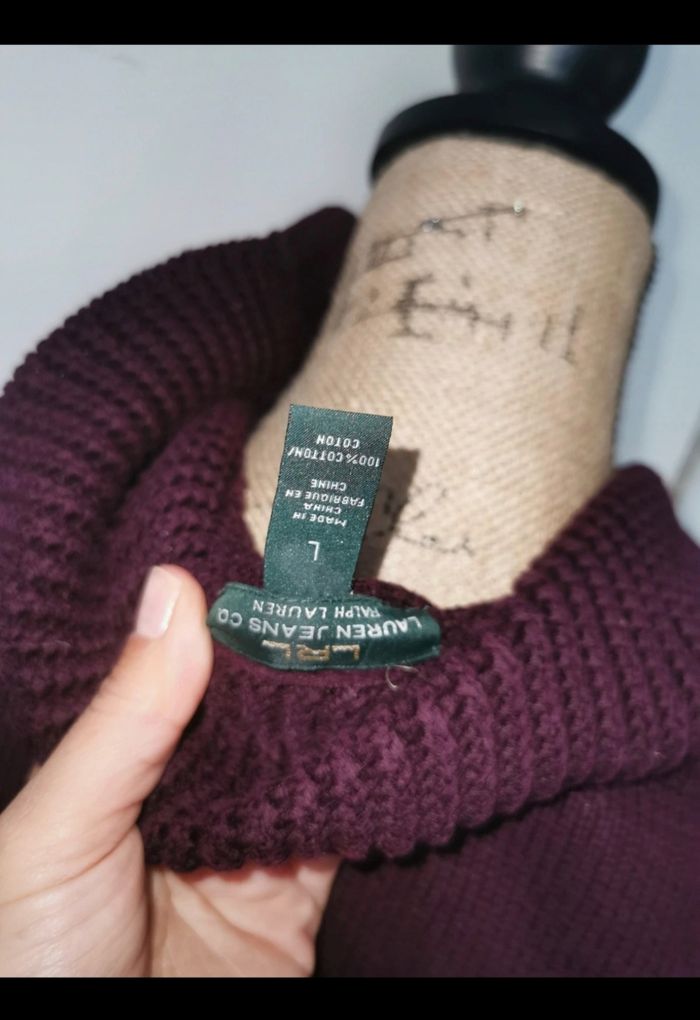 LRL
LAUREN JEANS CO.
RALPH LAUREN
L
MADE IN
CHINA
FABRIQUE EN
CHINE
100% COTTON/
COTON